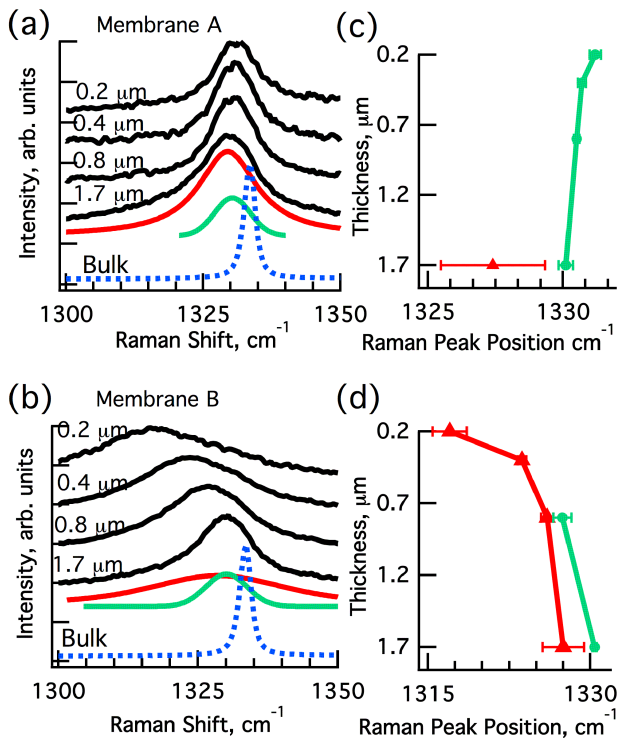 (a)
Membrane A
Intensity, arb. units
0.2 μm
0.4 μm
0.8 μm
1.7 μm
Bulk
1300
1325
1350
Raman Shift, cm-1
(c)
Thickness, μm
0.2
0.7
1.2
1.7
1325
1330
Raman Peak Position cm-1
(b)
Membrane B
Intensity, arb. units
0.2 μm
0.4 μm
0.8 μm
1.7 μm
Bulk
1300
1325
1350
Raman Shift, cm-1
(d)
Thickness, μm
0.2
0.7
1.2
1.7
1315
1330
Raman Peak Position, cm-1